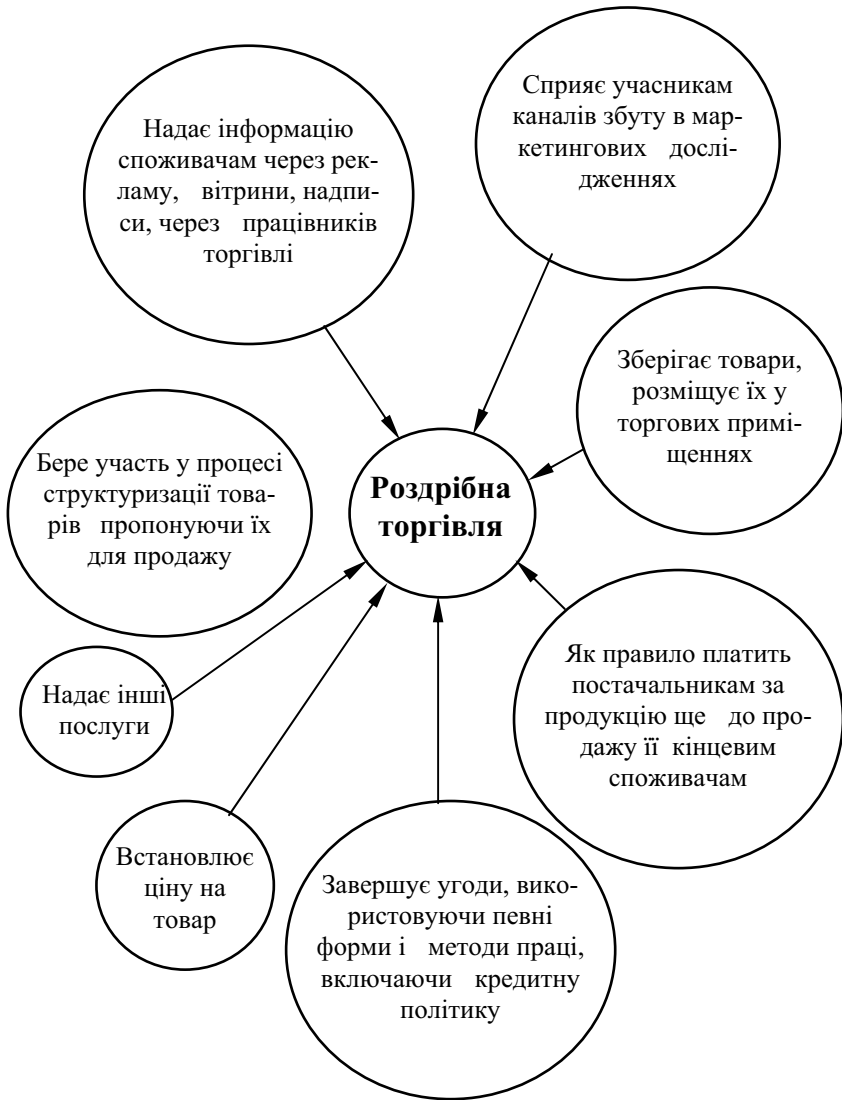 Надає інформацію
споживачам через рек-
ламу, вітрини, надпи-
си, через працівників
торгівлі
Сприяє учасникам
каналів збуту в мар-
кетингових дослі-
дженнях
Зберігає товари,
розміщує їх у
торгових примі-
щеннях
Бере участь у процесі
структуризації това-
рів пропонуючи їх
для продажу
Роздрібна
торгівля
Як правило платить
постачальникам за
продукцію ще до про-
дажу її кінцевим
споживачам
Надає інші
послуги
Встановлює
ціну на
товар
Завершує угоди, вико-
ристовуючи певні
форми і методи праці,
включаючи кредитну
політику